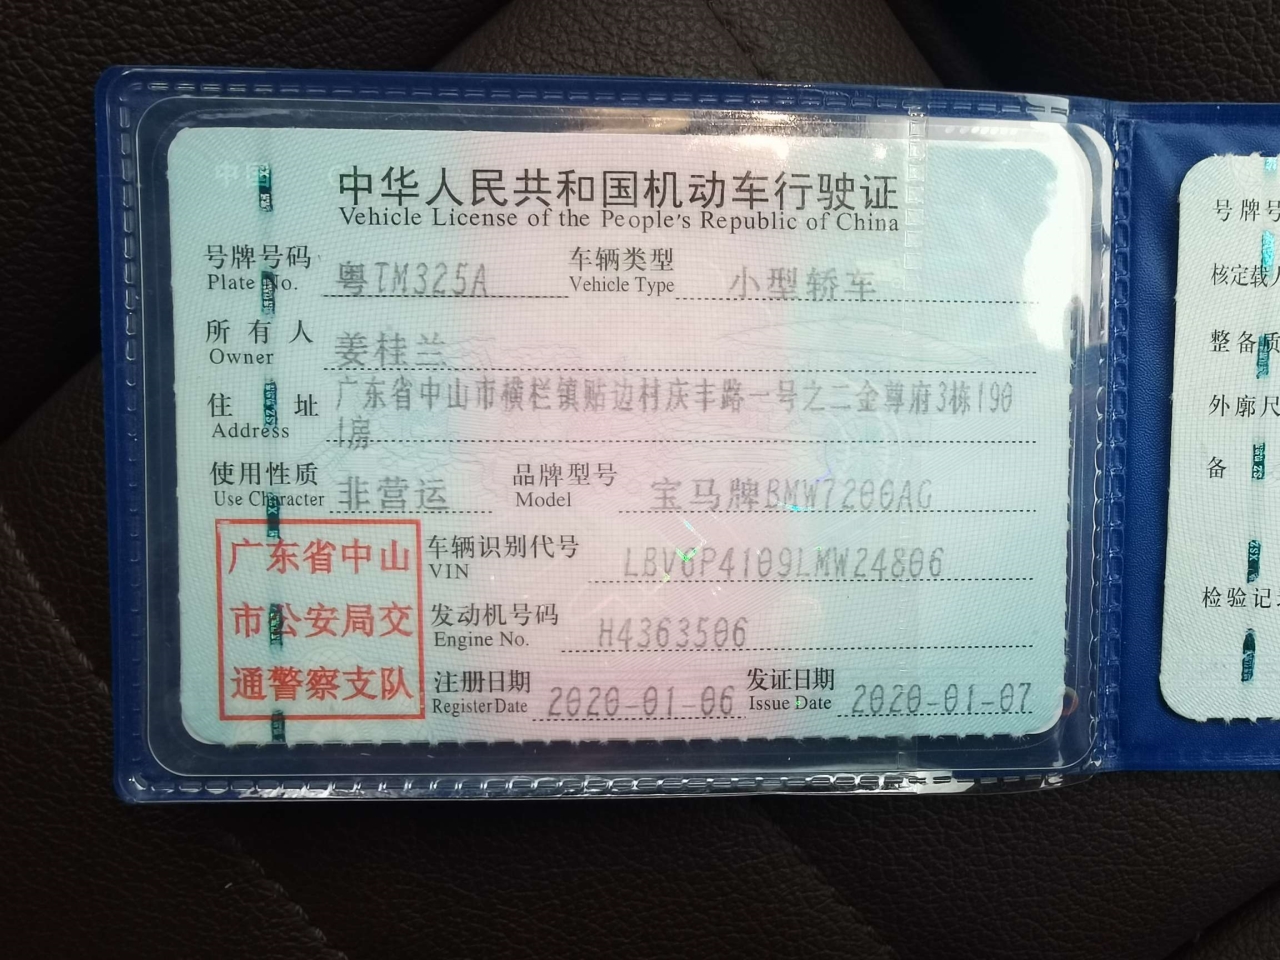 中华人民共和国机动车行驶证
Vehicle License of the People's Republic of China
号牌号码 粤TM325A 车辆类型 小型轿车
Plate No. Vehicle Type
所有人 姜桂兰
Owner
住址 广东省中山市横栏镇贴边村庆丰路一号之二金尊府3栋190
Address 1房
使用性质 非营运 品牌型号 宝马牌BMW7200AG
Use Character Model
广东省中山
市公安局交
通警察支队
车辆识别代号 LBV6P4109LMW24806
VIN
发动机号码 H4363506
Engine No.
注册日期 2020-01-06 发证日期 2020-01-07
Register Date Issue Date
号牌号
核定载人
整备质
外廓尺
备
检验记